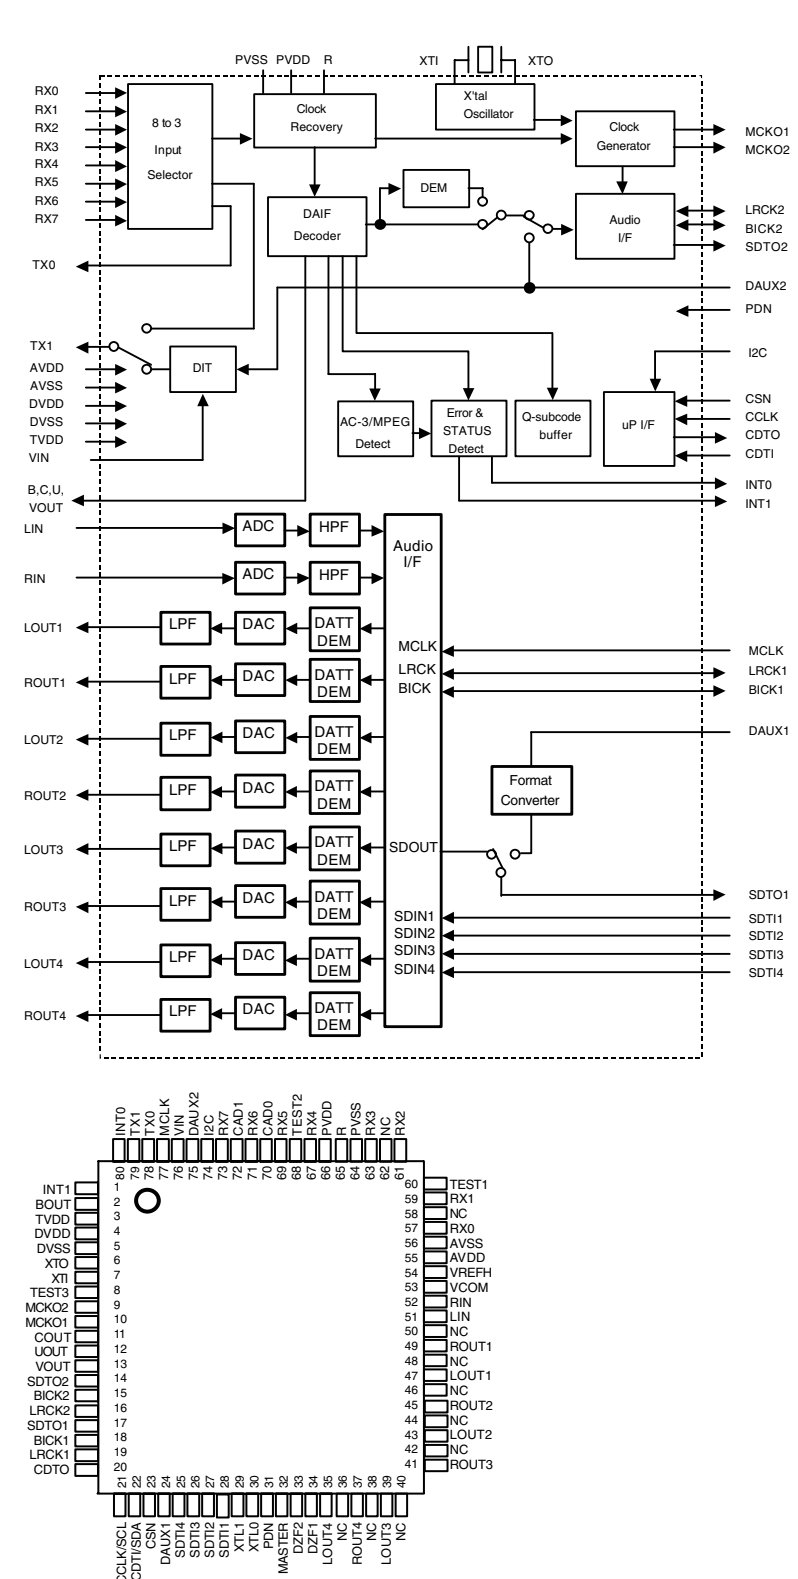 PVSS PVDD R
XTI XTO
RX0
RX1
RX2
RX3
RX4
RX5
RX6
RX7
8 to 3
Input
Selector
Clock
Recovery
X'tal
Oscillator
Clock
Generator
MCKO1
MCKO2
DEM
DAIF
Decoder
Audio
I/F
LRCK2
BICK2
SDTO2
TX0
DAUX2
PDN
TX1
AVDD
AVSS
DVDD
DVSS
TVDD
VIN
DIT
I2C
CSN
CCLK
CDTO
CDTI
uP I/F
AC-3/MPEG
Detect
Error &
STATUS
Detect
Q-subcode
buffer
INT0
INT1
B,C,U,
VOUT
LIN
ADC
HPF
Audio
I/F
RIN
ADC
HPF
LOUT1
LPF
DAC
DATT
DEM
MCLK
MCLK
ROUT1
LPF
DAC
DATT
DEM
LRCK
BICK
LRCK1
BICK1
LOUT2
LPF
DAC
DATT
DEM
DAUX1
ROUT2
LPF
DAC
DATT
DEM
Format
Converter
LOUT3
LPF
DAC
DATT
DEM
SDOUT
ROUT3
LPF
DAC
DATT
DEM
SDTO1
SDIN1
SDIN2
SDIN3
SDIN4
SDTI1
SDTI2
SDTI3
SDTI4
LOUT4
LPF
DAC
DATT
DEM
ROUT4
LPF
DAC
DATT
DEM
INT0
TX1
TX0
MCLK
VIN
DAUX2
I2C
RX7
CAD1
RX6
CAD0
RX5
TEST2
RX4
PVDD
R
PVSS
RX3
NC
RX2
80
79
78
77
76
75
74
73
72
71
70
69
68
67
66
65
64
63
62
61
INT1 1
BOUT 2
TVDD 3
DVDD 4
DVSS 5
XTO 6
XTI 7
TEST3 8
MCKO2 9
MCKO1 10
COUT 11
UOUT 12
VOUT 13
SDTO2 14
BICK2 15
LRCK2 16
SDTO1 17
BICK1 18
LRCK1 19
CDTO 20
60 TEST1
59 RX1
58 NC
57 RX0
56 AVSS
55 AVDD
54 VREFH
53 VCOM
52 RIN
51 LIN
50 NC
49 ROUT1
48 NC
47 LOUT1
46 NC
45 ROUT2
44 NC
43 LOUT2
42 NC
41 ROUT3
21
22
23
24
25
26
27
28
29
30
31
32
33
34
35
36
37
38
39
40
CCLK/SCL
CDTI/SDA
CSN
DAUX1
SDTI4
SDTI3
SDTI2
SDTI1
XTL1
XTL0
PDN
MASTER
DZF2
DZF1
LOUT4
NC
ROUT4
NC
LOUT3
NC